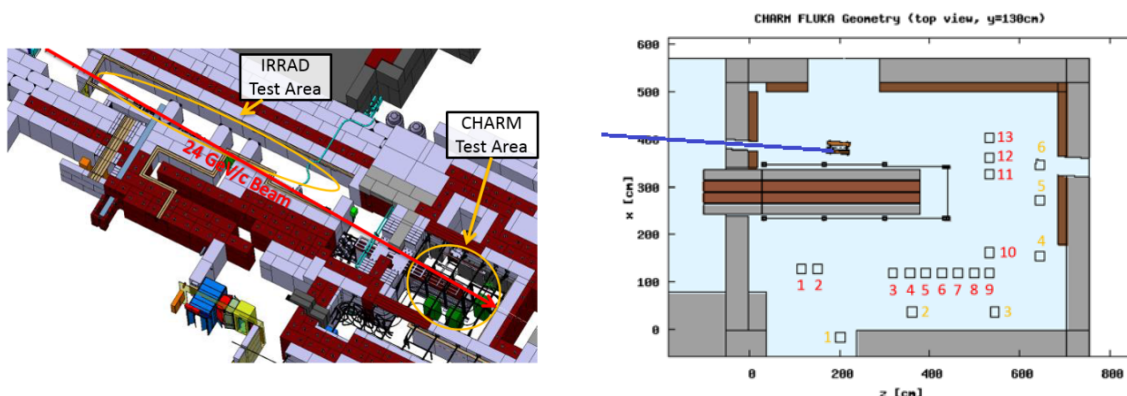 IRRAD
Test Area
CHARM
Test Area
24 GeV/c Beam
CHARM FLUKA Geometry (top view, y=130cm)
600
500
400
300
200
100
0
x [cm]
13
12
11
6
5
10
4
1 2
3 4 5 6 7 8 9
2
3
1
0 200 400 600 800
z [cm]